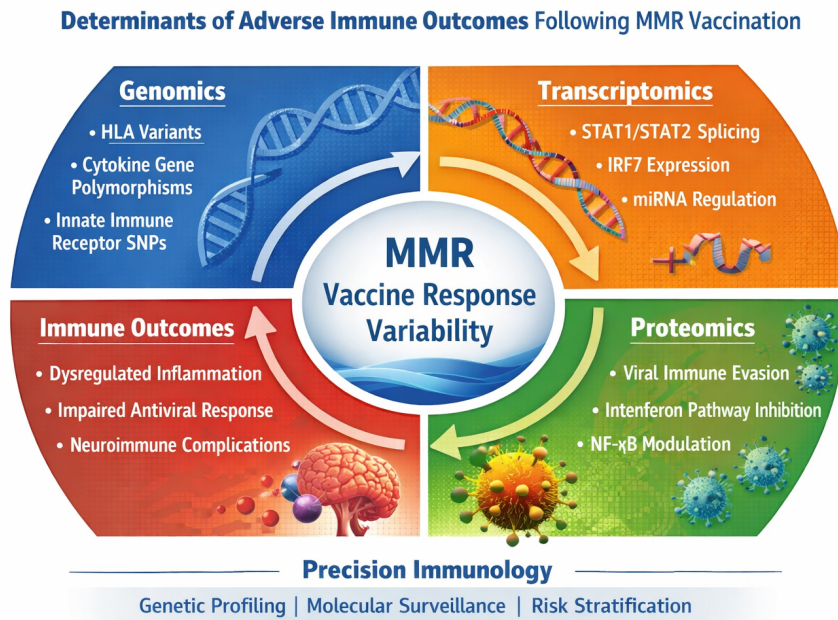 Determinants of Adverse Immune Outcomes Following MMR Vaccination
Genomics
• HLA Variants
• Cytokine Gene
Polymorphisms
• Innate Immune
Receptor SNPs
Transcriptomics
• STAT1/STAT2 Splicing
• IRF7 Expression
• miRNA Regulation
MMR
Vaccine Response
Variability
Immune Outcomes
• Dysregulated Inflammation
• Impaired Antiviral Response
• Neuroimmune Complications
Proteomics
• Viral Immune Evasion
• Intenferon Pathway Inhibition
• NF-κB Modulation
Precision Immunology
Genetic Profiling | Molecular Surveillance | Risk Stratification